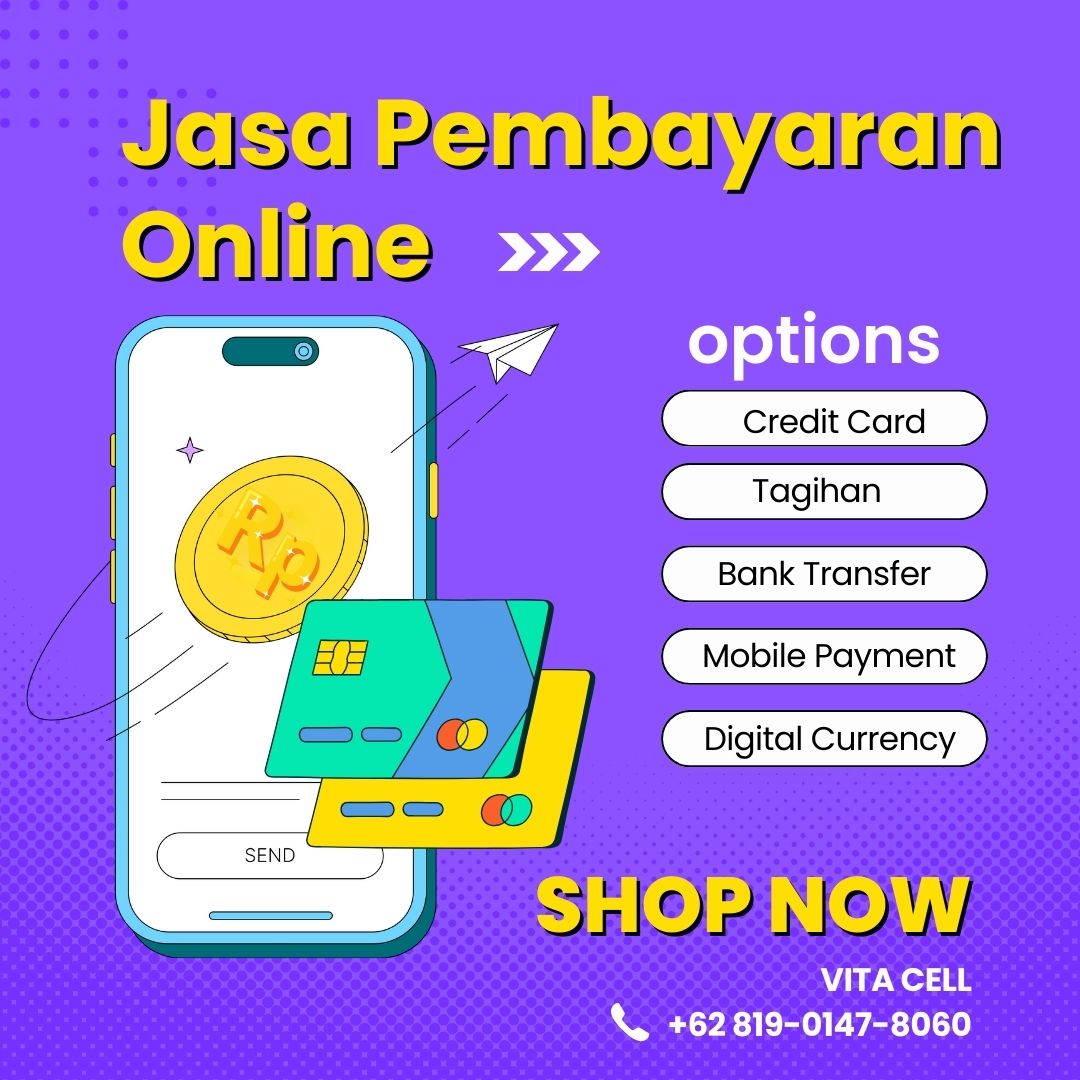 Jasa Pembayaran
Online
options
Credit Card
Tagihan
Bank Transfer
Mobile Payment
Digital Currency
Rp
SEND
SHOP NOW
VITA CELL
+62 819-0147-8060